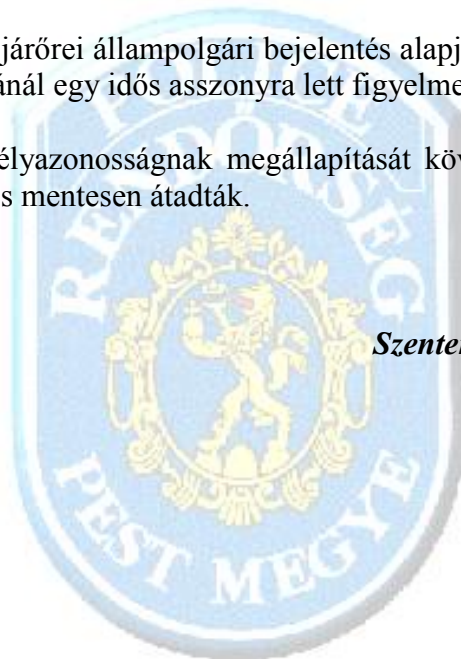 járőrei állampolgári bejelentés alapj
ánál egy idős asszonyra lett figyelme
élyazonosságnak megállapítását köv
s mentesen átadták.
Szente
RENDŐRSÉG
PEST MEGYE